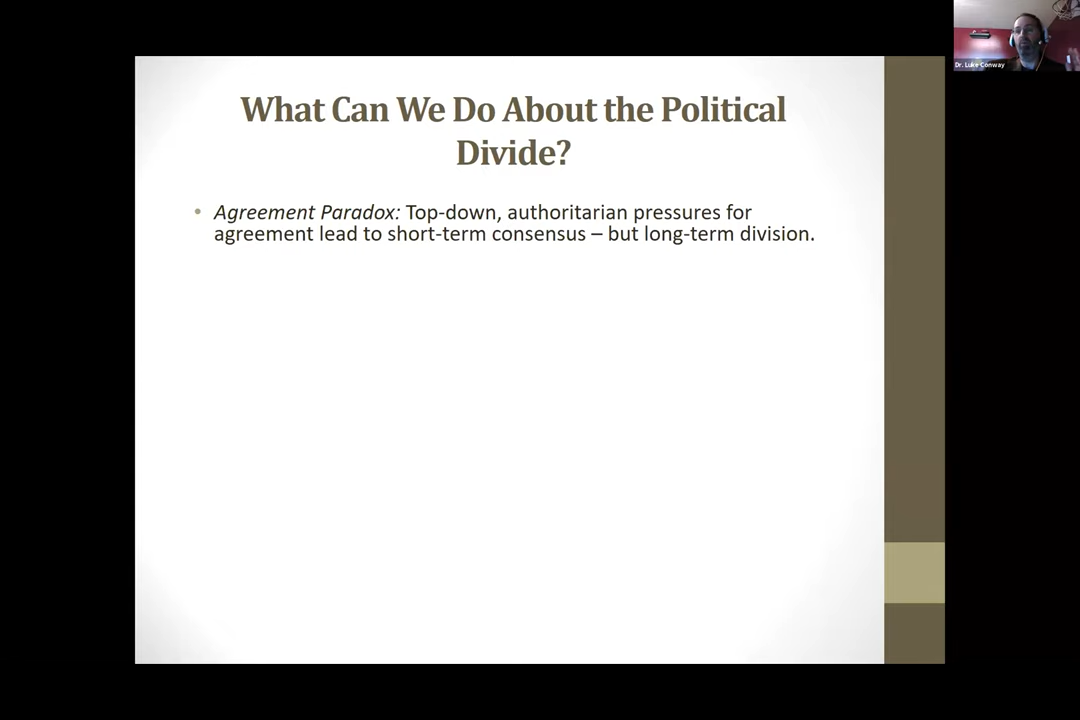 What Can We Do About the Political
Divide?
• Agreement Paradox: Top-down, authoritarian pressures for
agreement lead to short-term consensus – but long-term division.
Dr. Luke Conway